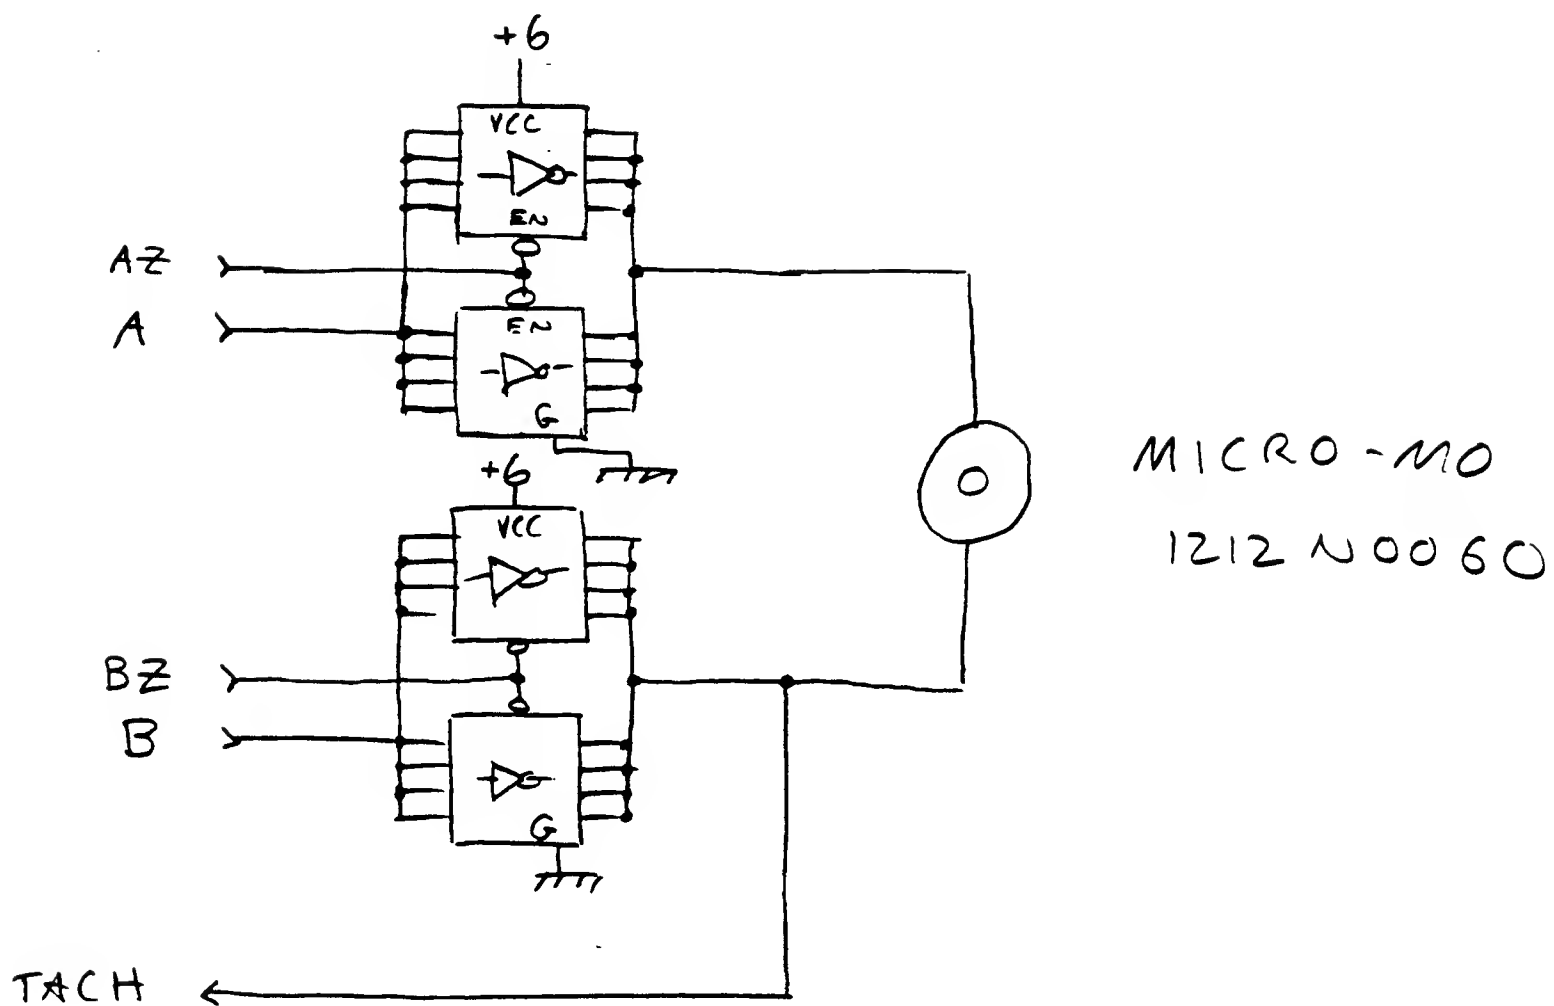 +6
VCC
EN
AZ
A
EN
G
MICRO-MO
1212N0060
+6
VCC
BZ
B
G
TACH